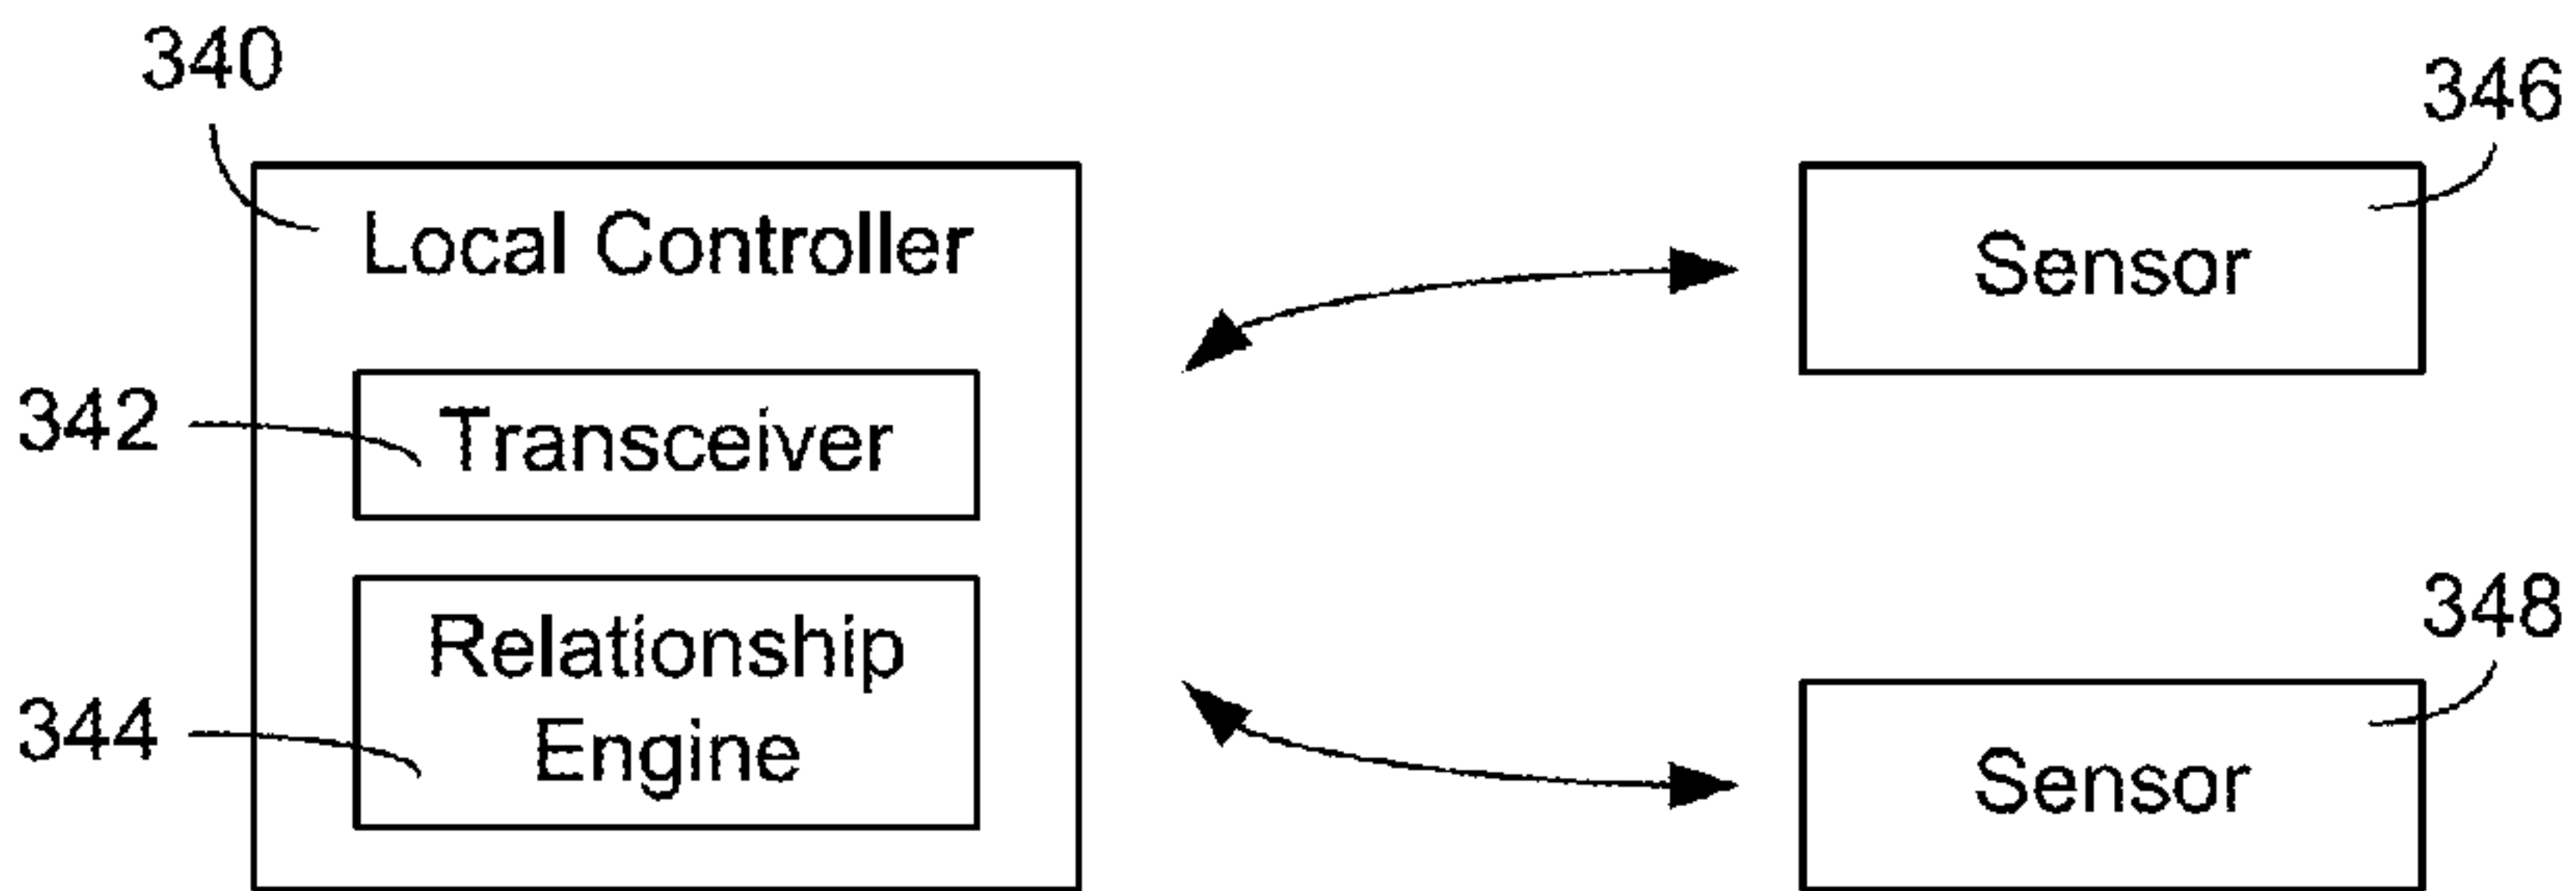 340
346
Local Controller
Sensor
342
Transceiver
Relationship
Engine
344
348
Sensor